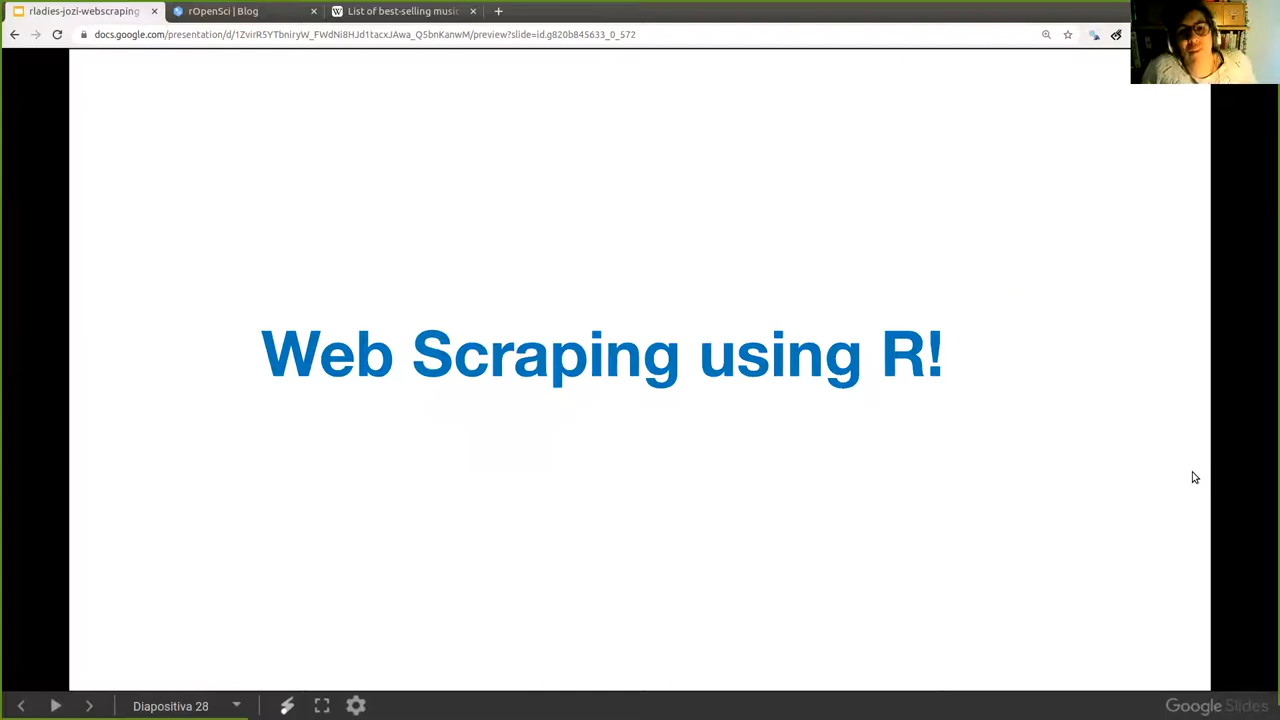 rladies-jozi-webscraping
rOpenSci | Blog
List of best-selling music
docs.google.com/presentation/d/1ZvirR5YTbniryW_FWdNi8HJd1tacxJAwa_Q5bnKanwM/preview?slide=id.g820b845633_0_572
Web Scraping using R!
Diapositiva 28
Google Slides